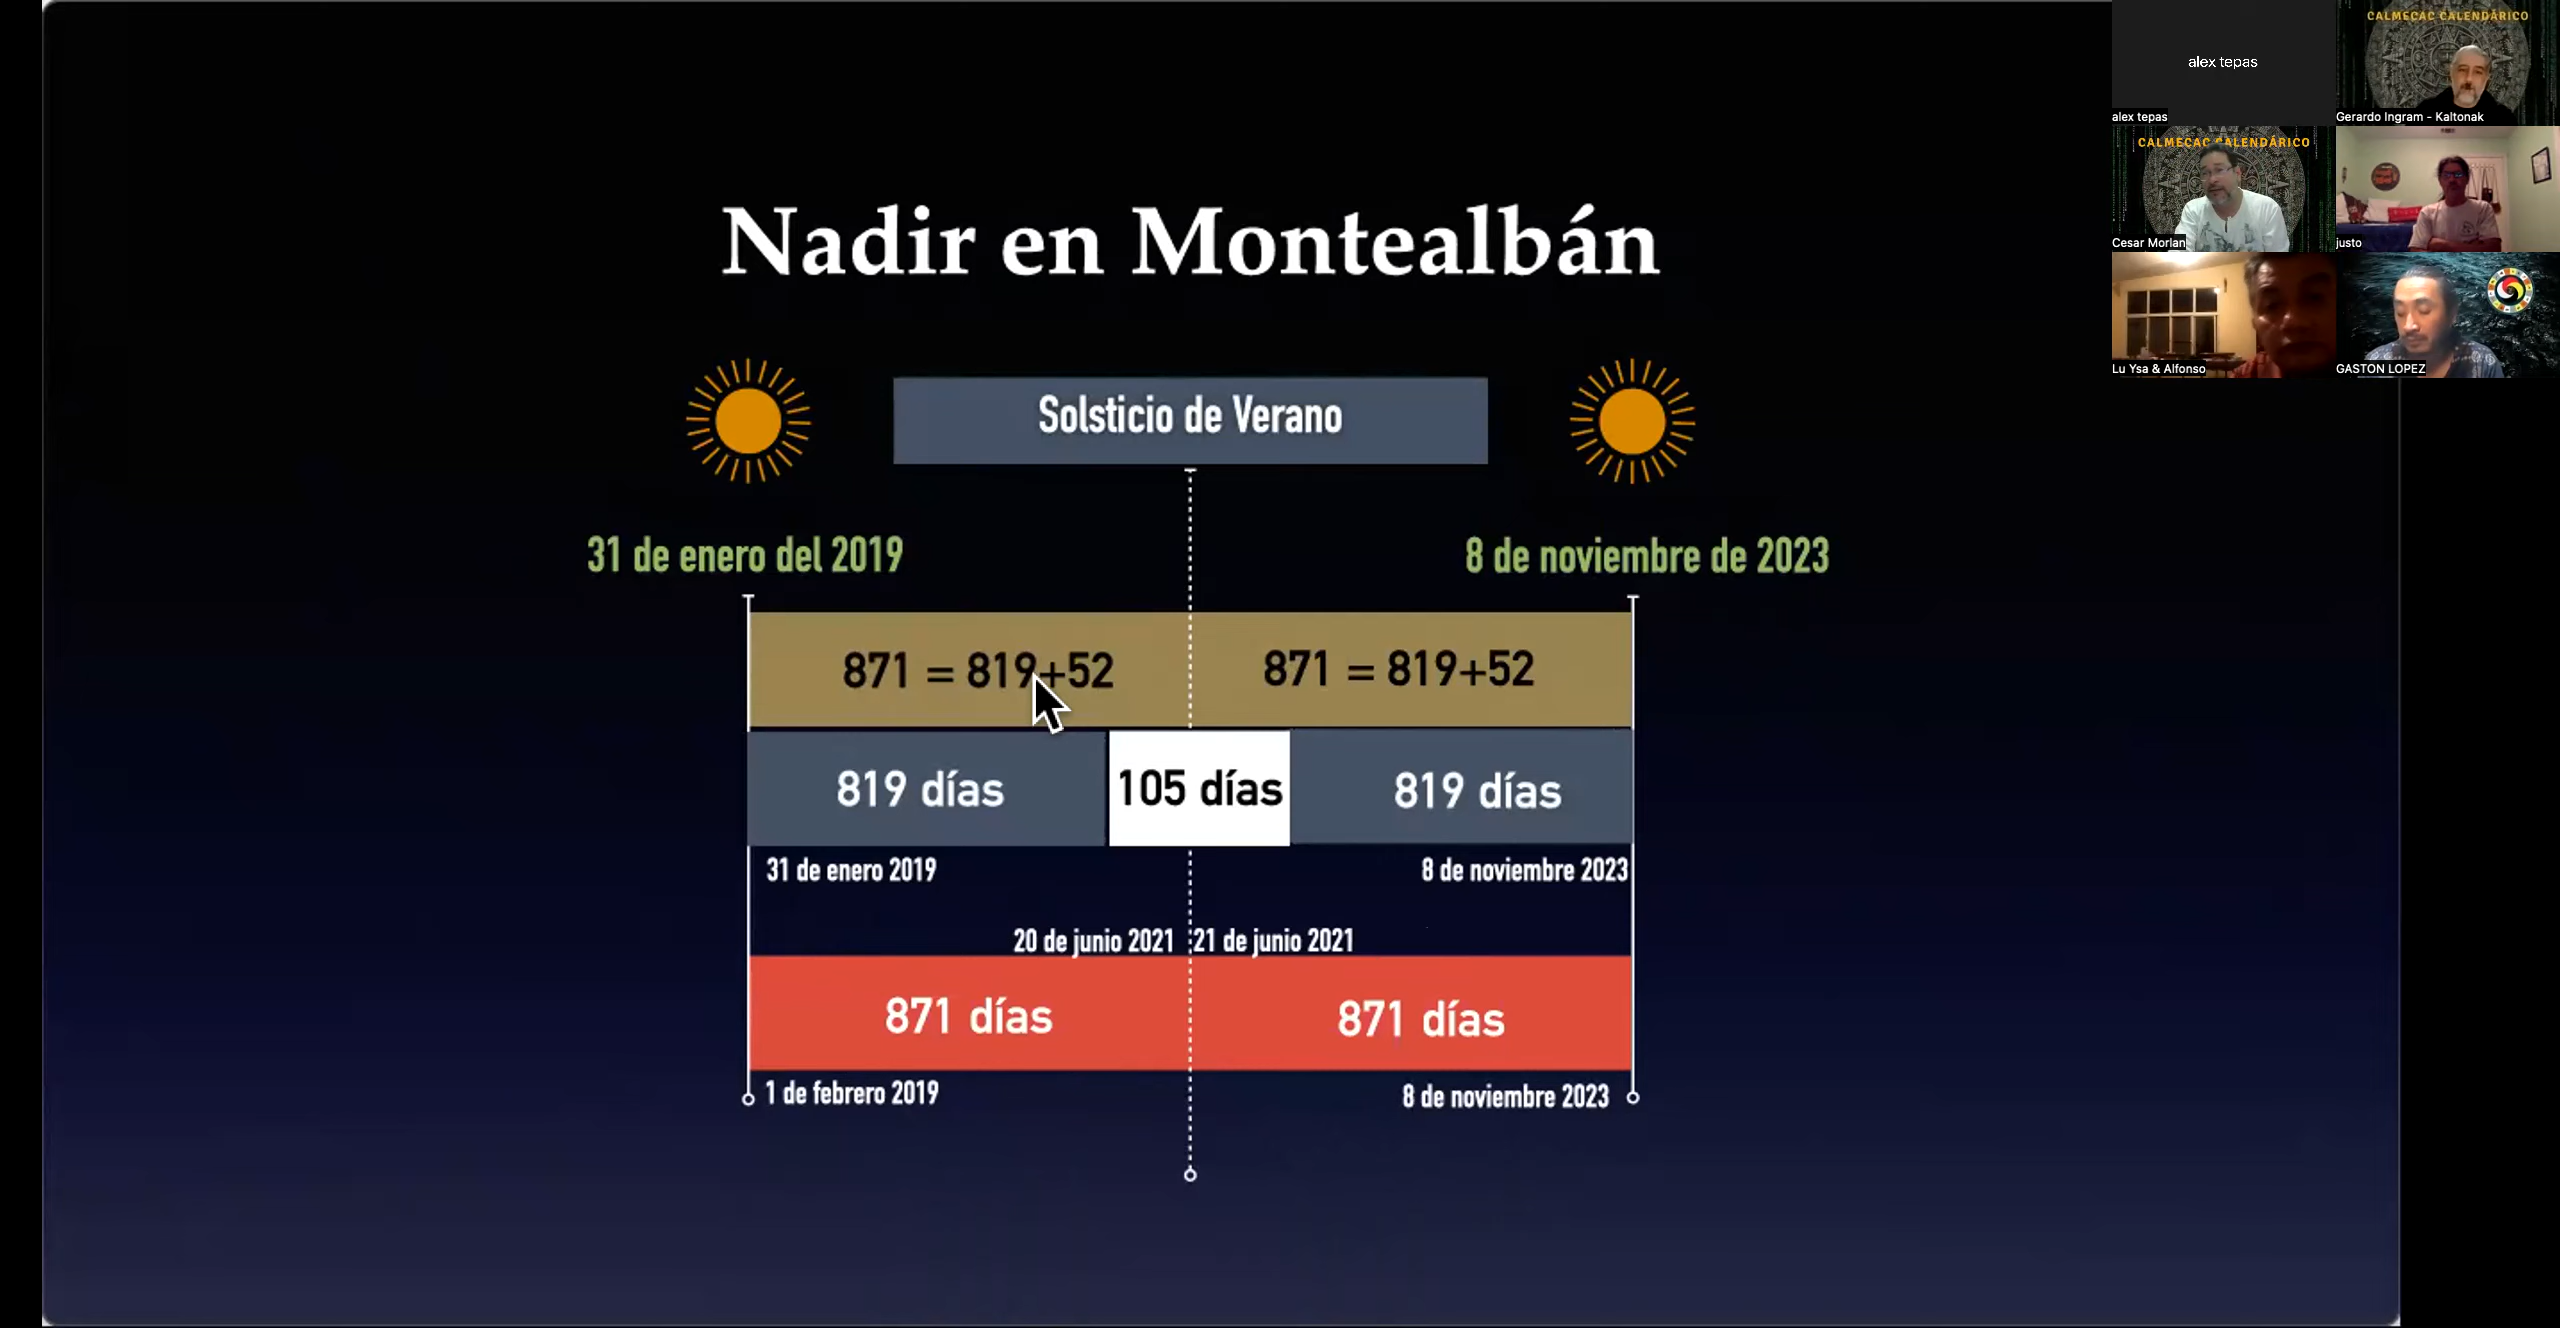 Nadir en Montealbán
Solsticio de Verano
31 de enero del 2019
8 de noviembre de 2023
871 = 819+52
871 = 819+52
819 días
105 días
819 días
31 de enero 2019
8 de noviembre 2023
20 de junio 2021
21 de junio 2021
871 días
871 días
1 de febrero 2019
8 de noviembre 2023
alex tepas
alex tepas
CALMECAC CALENDÁRICO
Gerardo Ingram - Kaltonak
CALMECAC CALENDÁRICO
Cesar Morlan
justo
Lu Ysa & Alfonso
GASTON LOPEZ